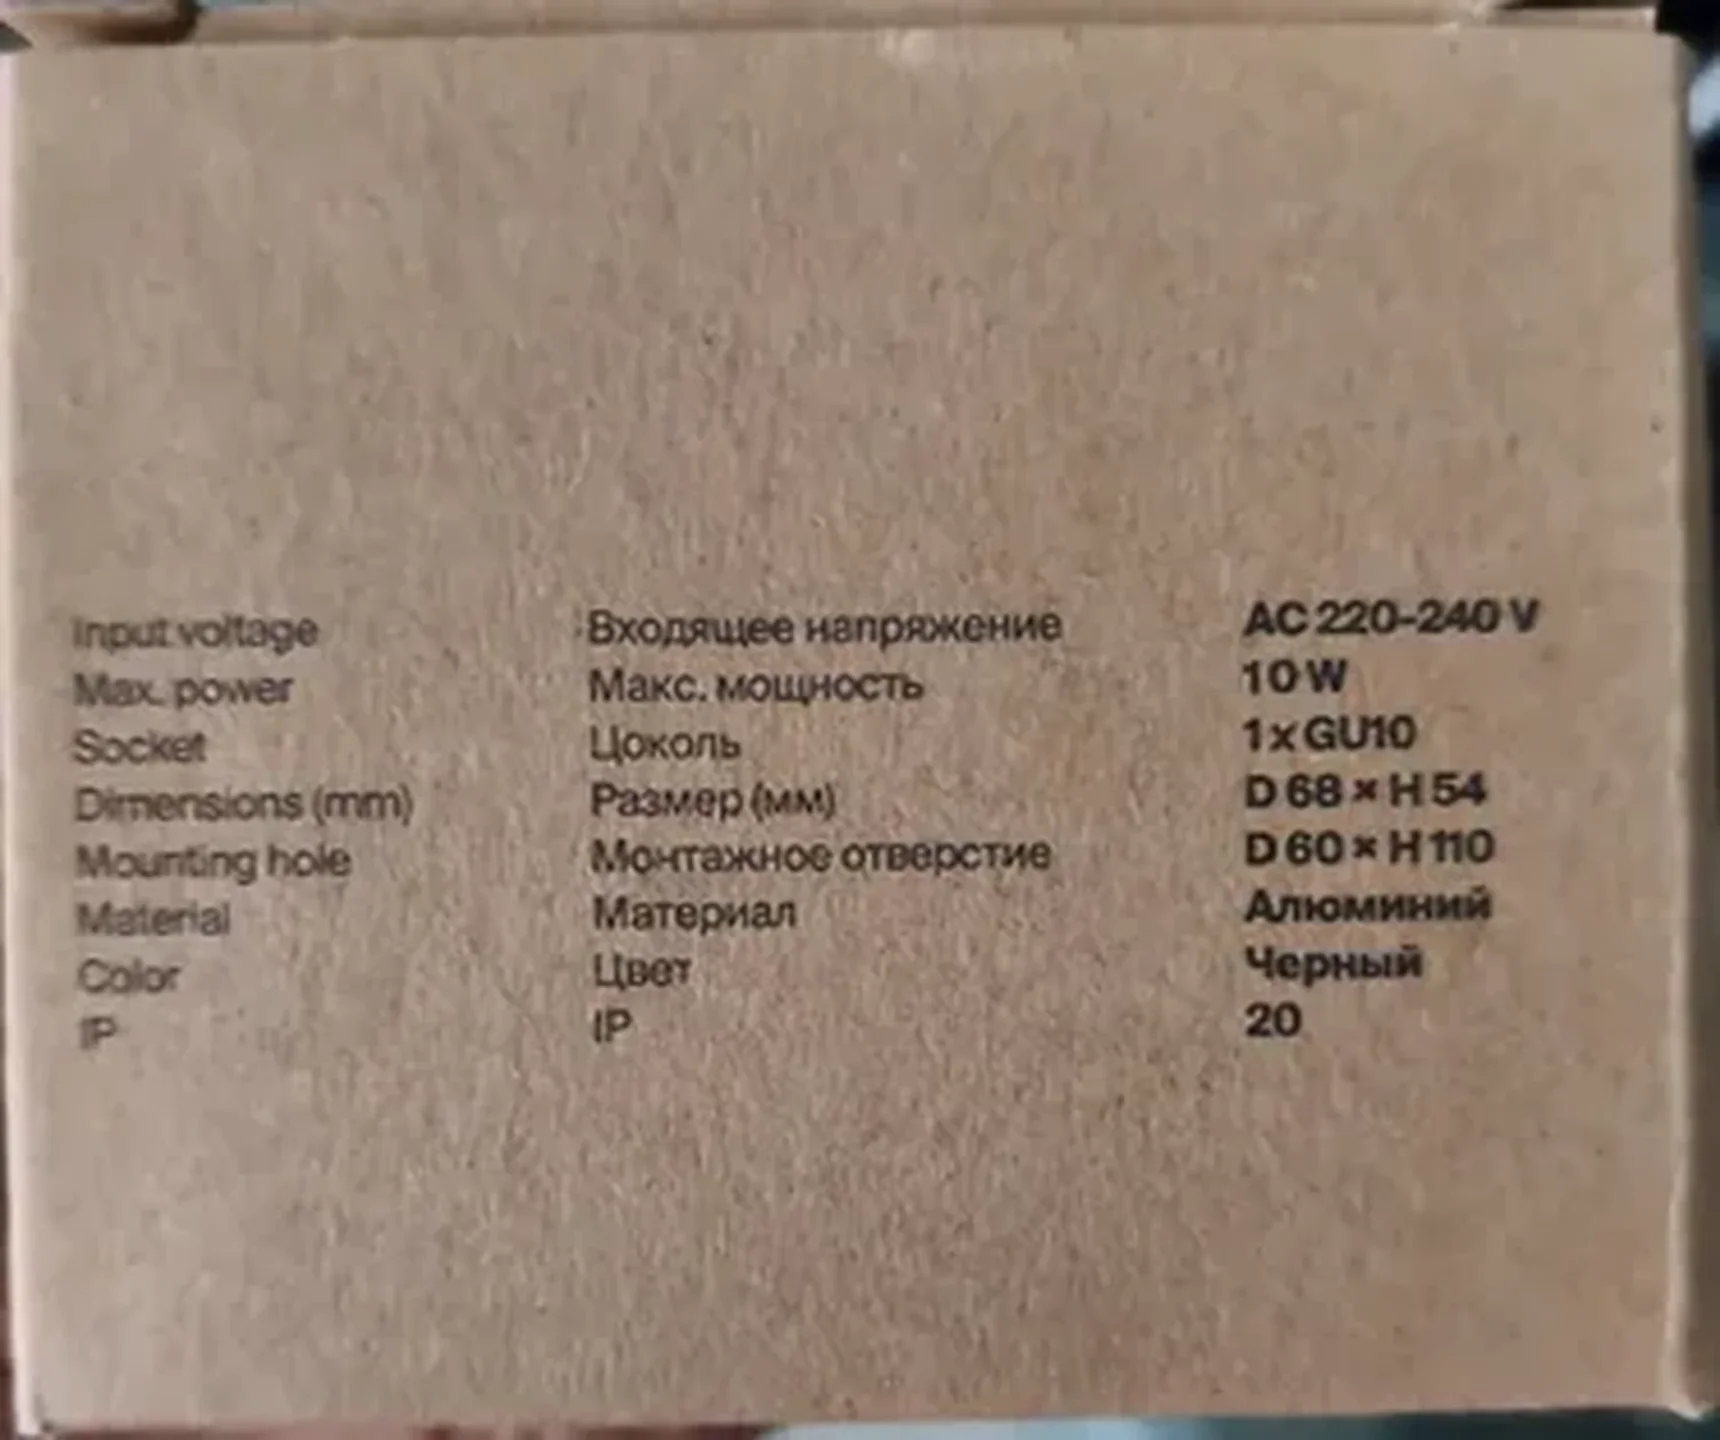 Input voltage Входящее напряжение AC 220-240 V
Max. power Макс. мощность 10 W
Socket Цоколь 1 x GU10
Dimensions (mm) Размер (мм) D 68 × H 54
Mounting hole Монтажное отверстие D 60 × H 110
Material Материал Алюминий
Color Цвет Черный
IP IP 20